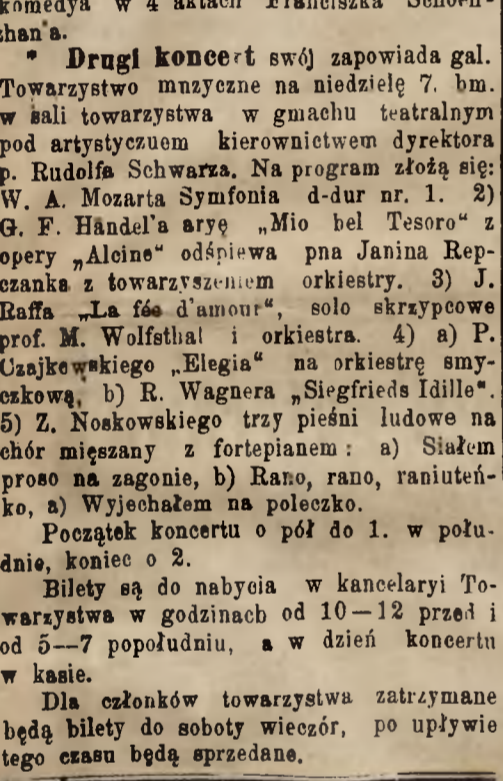 komedya w 4 aktach Franciszka Schoen-
than'a.
* Drugi koncert swój zapowiada gal.
Towarzystwo mnzyczne na niedzielę 7. bm.
w sali towarzystwa w gmachu teatralnym
pod artystyczuem kierownictwem dyrektora
p. Rudolfa Schwarza. Na program złożą się:
W. A. Mozarta Symfonia d-dur nr. 1. 2)
G. F. Händel'a aryę „Mio bel Tesoro" z
opery „Alcine" odśpiewa pna Janina Rep-
czanka z towarzyszeniem orkiestry. 3) J.
Raffa „La fée d'amour", solo skrzypcowe
prof. M. Wolfsthal i orkiestra. 4) a) P.
Czajkowskiego „Elegia" na orkiestrę smy-
czkową, b) R. Wagnera „Siegfrieds Idille".
5) Z. Noskowskiego trzy pieśni ludowe na
chór mięszany z fortepianem: a) Siałem
proso na zagonie, b) Rano, rano, raniuteń-
ko, a) Wyjechałem na poleczko.
Początek koncertu o pół do 1. w połu-
dnie, koniec o 2.
Bilety są do nabycia w kancelaryi To-
warzystwa w godzinach od 10—12 przed i
od 5—7 popołudniu, a w dzień koncertu
w kasie.
Dla członków towarzystwa zatrzymane
będą bilety do soboty wieczór, po upływie
tego czasu będą sprzedane.